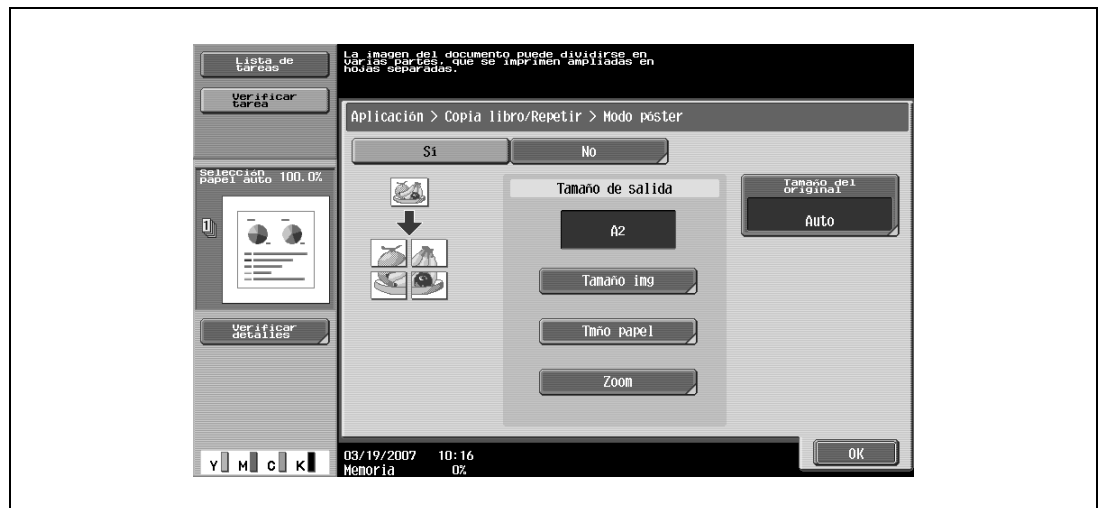 Lista de
tareas
Verificar
tarea
La imagen del documento puede dividirse en
varias partes, que se imprimen ampliadas en
hojas separadas.
Aplicación > Copia libro/Repetir > Modo póster
Sí
No
Selección
papel auto 100.0%
1
Tamaño de salida
A2
Tamaño img
Tmño papel
Zoom
Tamaño del
original
Auto
Verificar
detalles
Y M C K
03/19/2007 10:16
Memoria 0%
OK